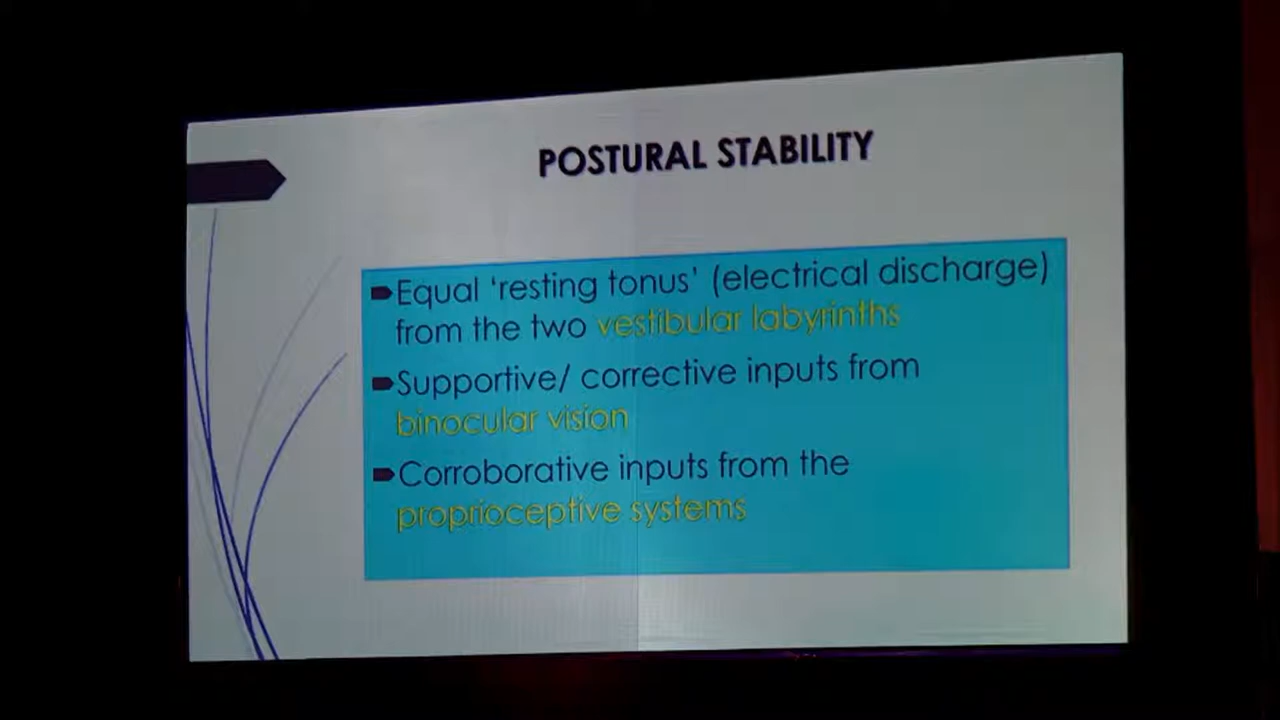 POSTURAL STABILITY
Equal ‘resting tonus’ (electrical discharge)
from the two vestibular labyrinths
Supportive/ corrective inputs from
binocular vision
Corroborative inputs from the
proprioceptive systems